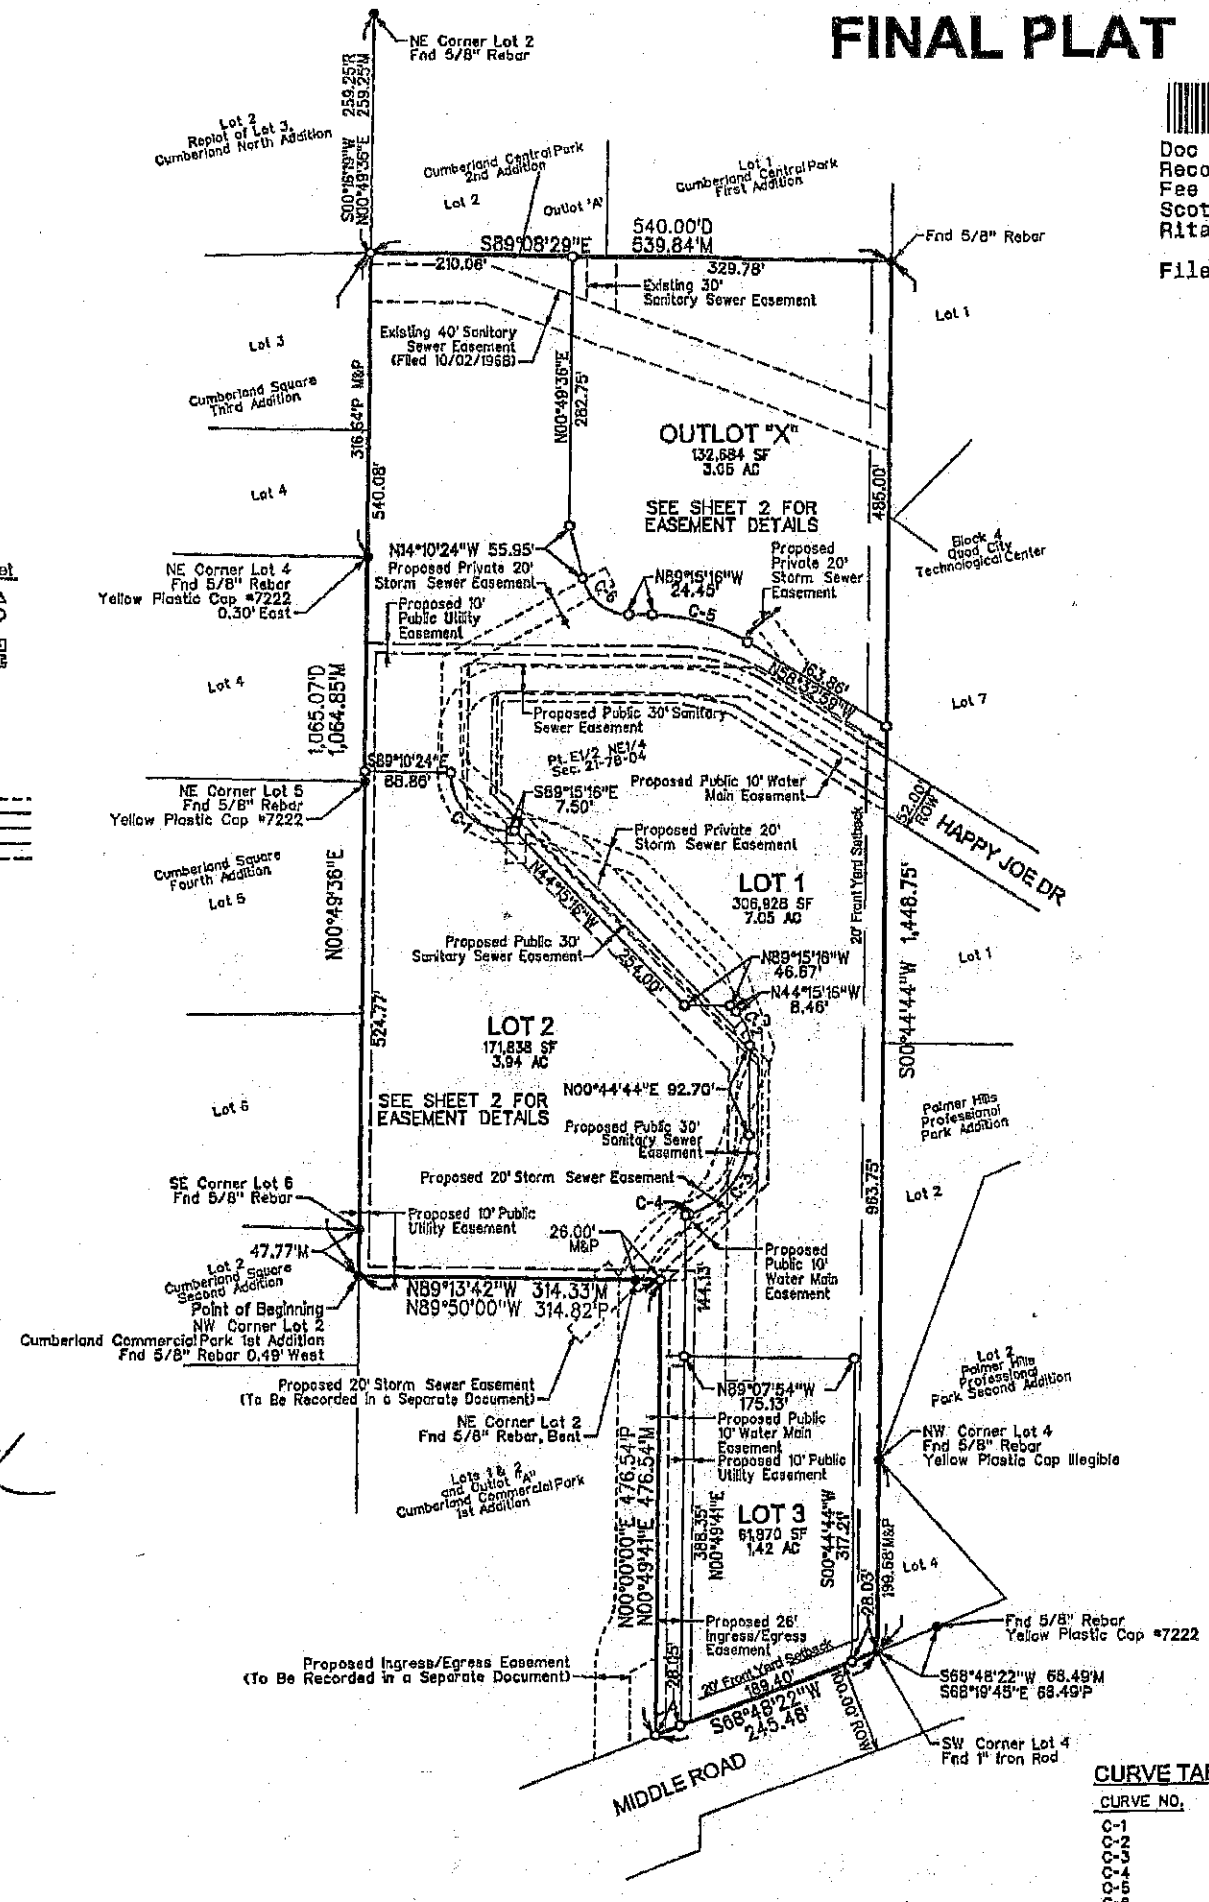 FINAL PLAT
NE Corner Lot 2
Fnd 5/8" Rebar
259.25'R
259.25'M
S00°16'19"W
N00°49'36"E
Lot 2
Replat of Lot 3,
Cumberland North Addition
Cumberland Central Park
2nd Addition
Lot 2
Outlot 'A'
Lot 1
Cumberland Central Park
First Addition
Doc
Reco
Fee
Scot
Rita
File
540.00'D
S89°08'29"E 539.84'M
210.06'
329.78'
Fnd 5/8" Rebar
Existing 30'
Sanitary Sewer Easement
Lot 1
Existing 40' Sanitary
Sewer Easement
(Filed 10/02/1968)
Lot 3
Cumberland Square
Third Addition
316.64'P M&P
540.08'
N00°49'36"E
282.75'
OUTLOT "X"
132,684 SF
3.05 AC
SEE SHEET 2 FOR
EASEMENT DETAILS
485.00'
Lot 4
Block 4
Quad City
Technological Center
N14°10'24"W 55.95'
Proposed Private 20'
Storm Sewer Easement
Proposed
Private 20'
Storm Sewer
Easement
N89°15'16"W
24.45'
C-6
C-5
NE Corner Lot 4
Fnd 5/8" Rebar
Yellow Plastic Cap #7222
0.30' East
Proposed 10'
Public Utility
Easement
163.86'
N58°32'59"W
Lot 4
Lot 7
1,065.07'D
1,064.85'M
Proposed Public 30' Sanitary
Sewer Easement
Pt. E1/2 NE1/4
Sec. 21-78-04
Proposed Public 10' Water
Main Easement
S89°10'24"E
88.86'
S89°15'16"E
7.50'
NE Corner Lot 5
Fnd 5/8" Rebar
Yellow Plastic Cap #7222
C-1
52.00'
ROW
HAPPY JOE DR
Proposed Private 20'
Storm Sewer Easement
Cumberland Square
Fourth Addition
Lot 5
N00°49'36"E
N44°15'16"W
254.00'
LOT 1
306,928 SF
7.05 AC
20' Front Yard Setback
S00°44'44"W 1,448.75'
Proposed Public 30'
Sanitary Sewer Easement
N89°15'16"W
46.67'
N44°15'16"W
8.46'
Lot 1
524.77'
LOT 2
171,838 SF
3.94 AC
N00°44'44"E 92.70'
SEE SHEET 2 FOR
EASEMENT DETAILS
Lot 6
Palmer Hills
Professional
Park Addition
Proposed Public 30'
Sanitary Sewer
Easement
Proposed 20' Storm Sewer Easement
C-3
C-4
963.75'
Lot 2
SE Corner Lot 6
Fnd 5/8" Rebar
Proposed 10' Public
Utility Easement
26.00'
M&P
47.77'M
Lot 2
Cumberland Square
Second Addition
Proposed
Public 10'
Water Main
Easement
144.13'
Point of Beginning
NW Corner Lot 2
Cumberland Commercial Park 1st Addition
Fnd 5/8" Rebar 0.49' West
N89°13'42"W 314.33'M
N89°50'00"W 314.82'P
Proposed 20' Storm Sewer Easement
(To Be Recorded in a Separate Document)
N89°07'54"W
175.13'
Lot 2
Palmer Hills
Professional
Park Second Addition
NE Corner Lot 2
Fnd 5/8" Rebar, Bent
Proposed Public
10' Water Main
Easement
Proposed 10' Public
Utility Easement
NW Corner Lot 4
Fnd 5/8" Rebar
Yellow Plastic Cap Illegible
Lots 1 & 2
and Outlot "A"
Cumberland Commercial Park
1st Addition
N00°00'00"E 476.54'P
N00°49'41"E 476.54'M
388.35'
N00°49'41"E
LOT 3
61,870 SF
1.42 AC
S00°44'44"W
317.21'
28.03'
199.68'M&P
Lot 4
Proposed 26'
Ingress/Egress
Easement
Fnd 5/8" Rebar
Yellow Plastic Cap #7222
Proposed Ingress/Egress Easement
(To Be Recorded in a Separate Document)
28.05'
20' Front Yard Setback
189.40'
S68°48'22"W
245.48'
100.00' ROW
S68°48'22"W 68.49'M
S68°19'45"E 68.49'P
SW Corner Lot 4
Fnd 1" Iron Rod
MIDDLE ROAD
CURVE TAB
CURVE NO.
C-1
C-2
C-3
C-4
C-5